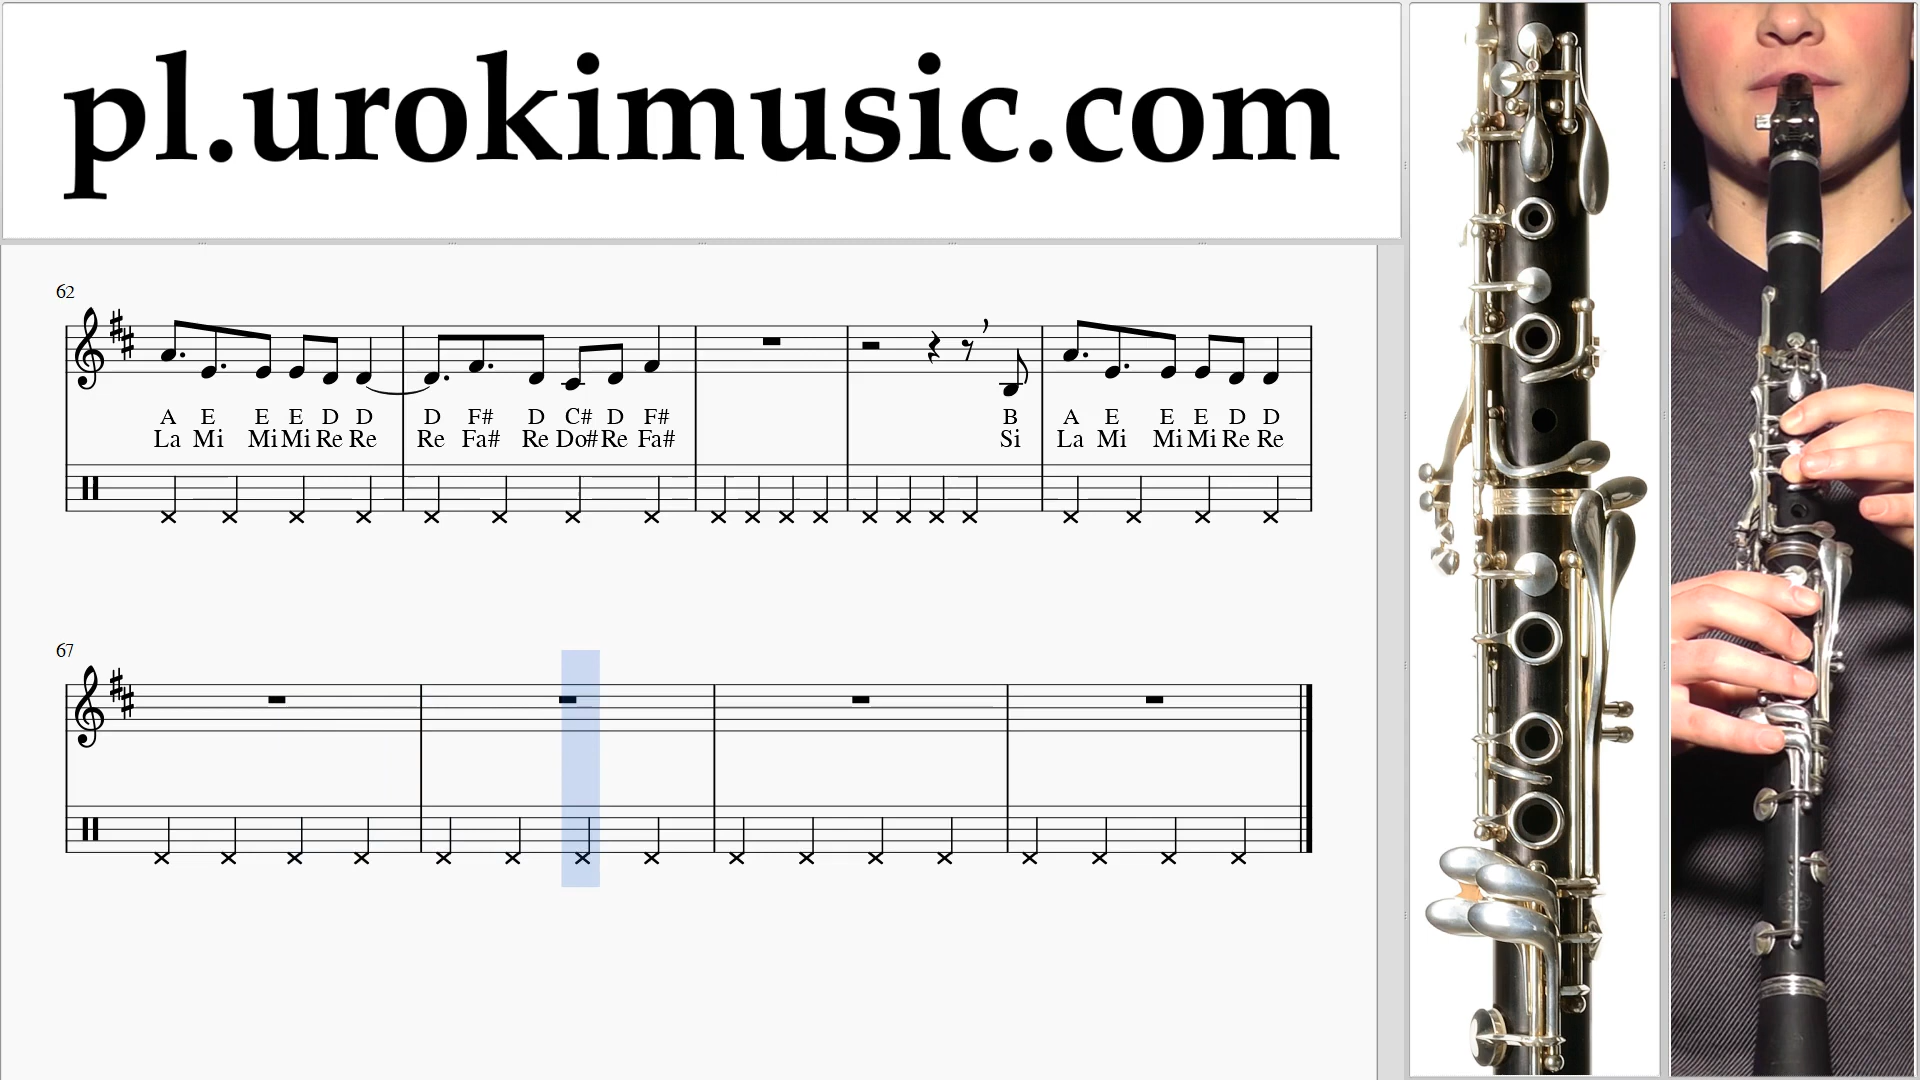 pl.urokimusic.com
62
A E E E D D D F# D C# D F# B A E E E D D
La Mi Mi Mi Re Re Re Fa# Re Do# Re Fa# Si La Mi Mi Mi Re Re
67